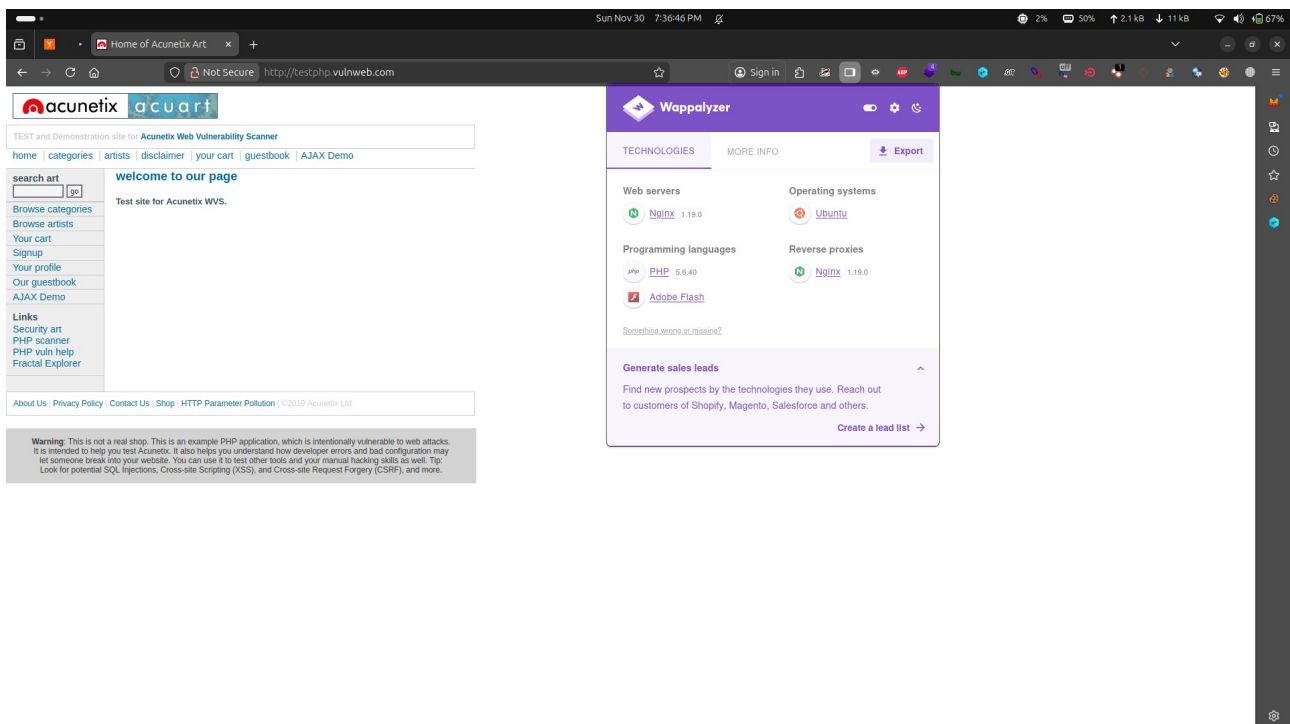 Sun Nov 30 7:36:46 PM
2% 50% ↑ 2.1 kB ↓ 11 kB 67%
Y Home of Acunetix Art × +
Not Secure http://testphp.vulnweb.com Sign in
acunetix acuart
TEST and Demonstration site for Acunetix Web Vulnerability Scanner
home | categories | artists | disclaimer | your cart | guestbook | AJAX Demo
search art
go
Browse categories
Browse artists
Your cart
Signup
Your profile
Our guestbook
AJAX Demo
Links
Security art
PHP scanner
PHP vuln help
Fractal Explorer
welcome to our page
Test site for Acunetix WVS.
About Us | Privacy Policy | Contact Us | Shop | HTTP Parameter Pollution | ©2019 Acunetix Ltd
Warning: This is not a real shop. This is an example PHP application, which is intentionally vulnerable to web attacks.
It is intended to help you test Acunetix. It also helps you understand how developer errors and bad configuration may
let someone break into your website. You can use it to test other tools and your manual hacking skills as well. Tip:
Look for potential SQL Injections, Cross-site Scripting (XSS), and Cross-site Request Forgery (CSRF), and more.
Wappalyzer
TECHNOLOGIES MORE INFO Export
Web servers
Nginx 1.19.0
Operating systems
Ubuntu
Programming languages
php PHP 5.6.40
Adobe Flash
Reverse proxies
Nginx 1.19.0
Something wrong or missing?
Generate sales leads
Find new prospects by the technologies they use. Reach out
to customers of Shopify, Magento, Salesforce and others.
Create a lead list →